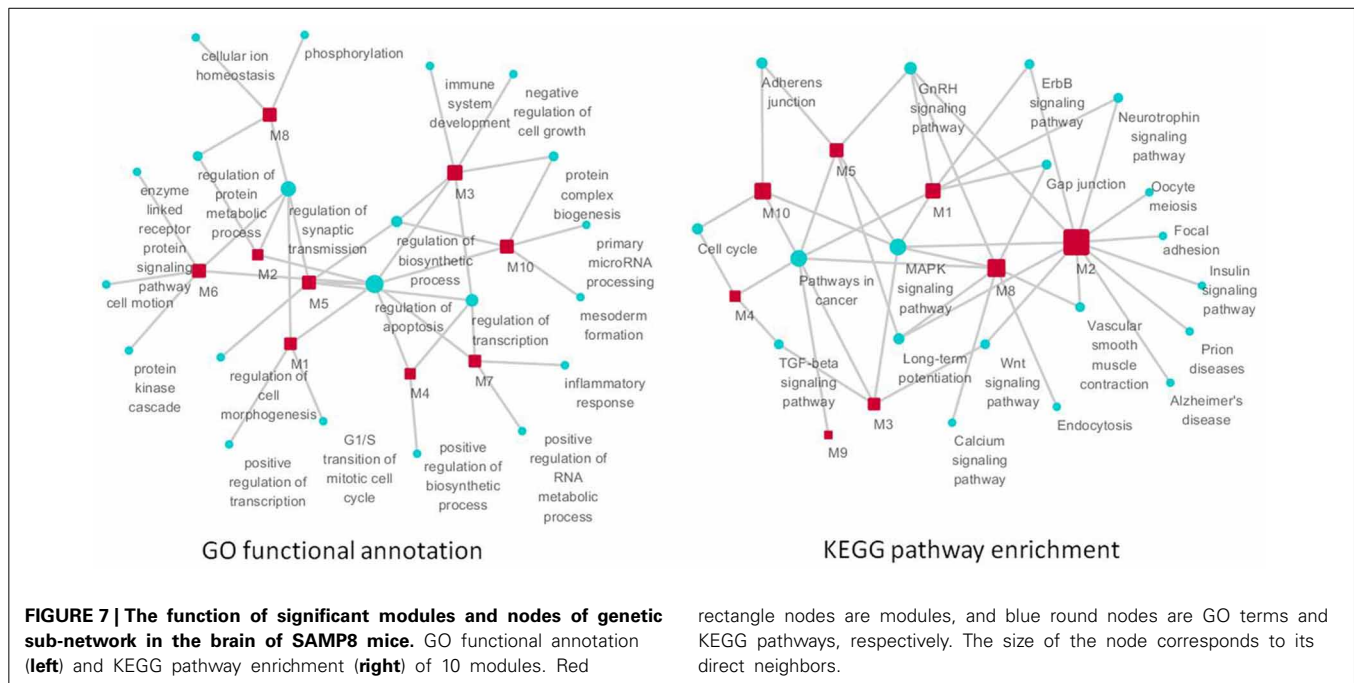 cellular ion
homeostasis
phosphorylation
immune
system
development
negative
regulation of
cell growth
M8
M3
enzyme
linked
receptor
protein
signaling
pathway
regulation of
protein
metabolic
process
regulation of
synaptic
transmission
protein
complex
biogenesis
regulation of
biosynthetic
process
primary
microRNA
processing
M2
M6
M5
M10
cell motion
regulation of
apoptosis
regulation of
transcription
mesoderm
formation
protein
kinase
cascade
M1
regulation of
cell
morphogenesis
M4
M7
inflammatory
response
positive
regulation of
transcription
G1/S
transition of
mitotic cell
cycle
positive
regulation of
biosynthetic
process
positive
regulation of
RNA
metabolic
process
GO functional annotation
Adherens
junction
GnRH
signaling
pathway
ErbB
signaling
pathway
Neurotrophin
signaling
pathway
M5
Gap junction
M10
M1
Oocyte
meiosis
Cell cycle
Focal
adhesion
M2
Pathways in
cancer
MAPK
signaling
pathway
M8
Insulin
signaling
pathway
M4
TGF-beta
signaling
pathway
Long-term
potentiation
Wnt
signaling
pathway
Vascular
smooth
muscle
contraction
Prion
diseases
Alzheimer's
disease
M3
M9
Calcium
signaling
pathway
Endocytosis
KEGG pathway enrichment
FIGURE 7 | The function of significant modules and nodes of genetic
sub-network in the brain of SAMP8 mice. GO functional annotation
(left) and KEGG pathway enrichment (right) of 10 modules. Red
rectangle nodes are modules, and blue round nodes are GO terms and
KEGG pathways, respectively. The size of the node corresponds to its
direct neighbors.